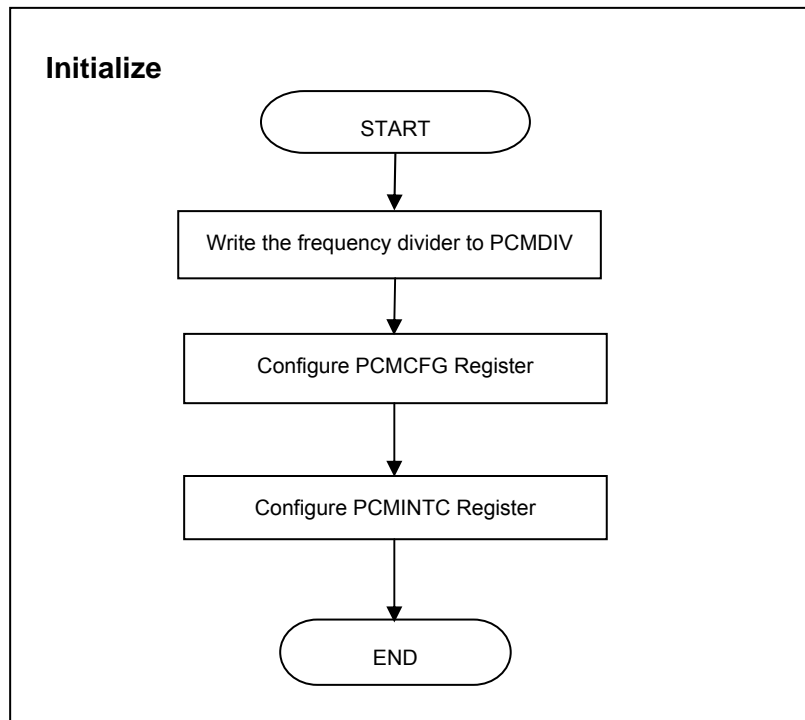 Initialize
START
Write the frequency divider to PCMDIV
Configure PCMCFG Register
Configure PCMINTC Register
END